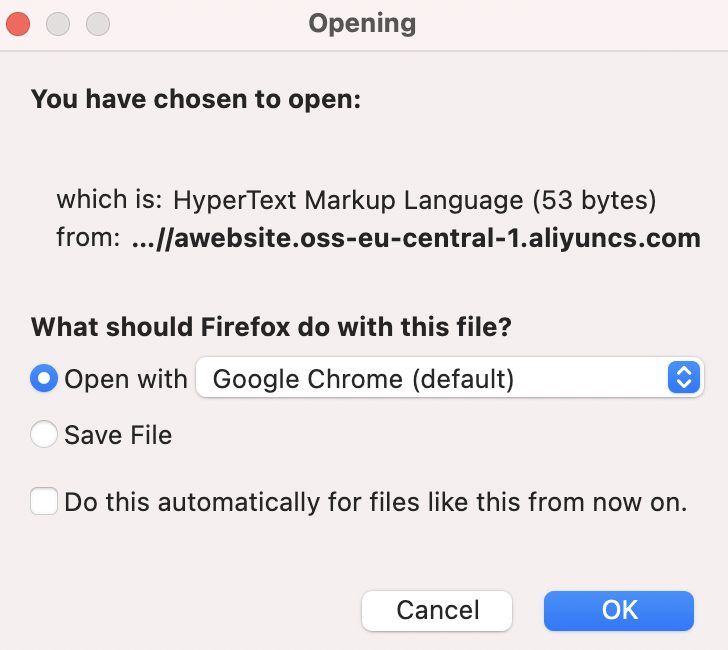 Opening
You have chosen to open:
which is: HyperText Markup Language (53 bytes)
from: ...//awebsite.oss-eu-central-1.aliyuncs.com
What should Firefox do with this file?
Open with Google Chrome (default)
Save File
Do this automatically for files like this from now on.
Cancel OK